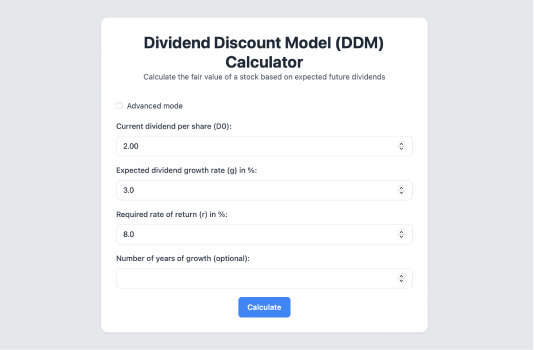 Dividend Discount Model (DDM)
Calculator
Calculate the fair value of a stock based on expected future dividends
Advanced mode
Current dividend per share (D0):
2.00
Expected dividend growth rate (g) in %:
3.0
Required rate of return (r) in %:
8.0
Number of years of growth (optional):
Calculate